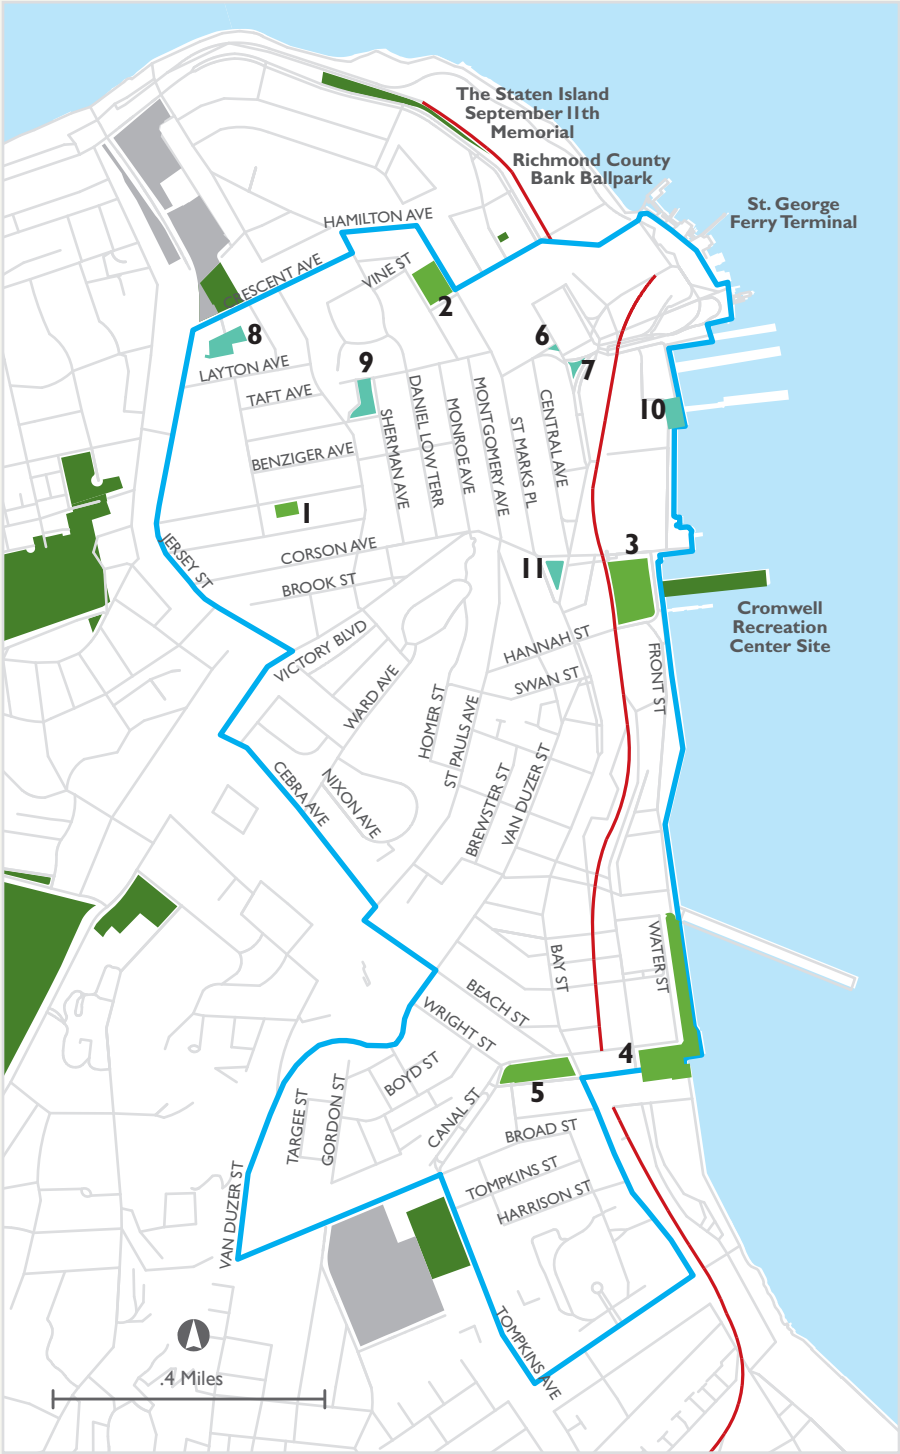 The Staten Island
September 11th
Memorial
Richmond County
Bank Ballpark
St. George
Ferry Terminal
HAMILTON AVE
CRESCENT AVE
VINE ST
2
8
6
7
9
LAYTON AVE
TAFT AVE
10
SHERMAN AVE
DANIEL LOW TERR
MONROE AVE
MONTGOMERY AVE
ST MARKS PL
CENTRAL AVE
BENZIGER AVE
1
JERSEY ST
CORSON AVE
BROOK ST
11
3
Cromwell
Recreation
Center Site
VICTORY BLVD
HANNAH ST
SWAN ST
FRONT ST
WARD AVE
HOMER ST
ST PAULS AVE
CEBRA AVE
NIXON AVE
BREWSTER ST
VAN DUZER ST
BAY ST
WATER ST
BEACH ST
WRIGHT ST
4
5
BOYD ST
TARGEE ST
GORDON ST
CANAL ST
BROAD ST
TOMPKINS ST
HARRISON ST
VAN DUZER ST
TOMPKINS AVE
.4 Miles